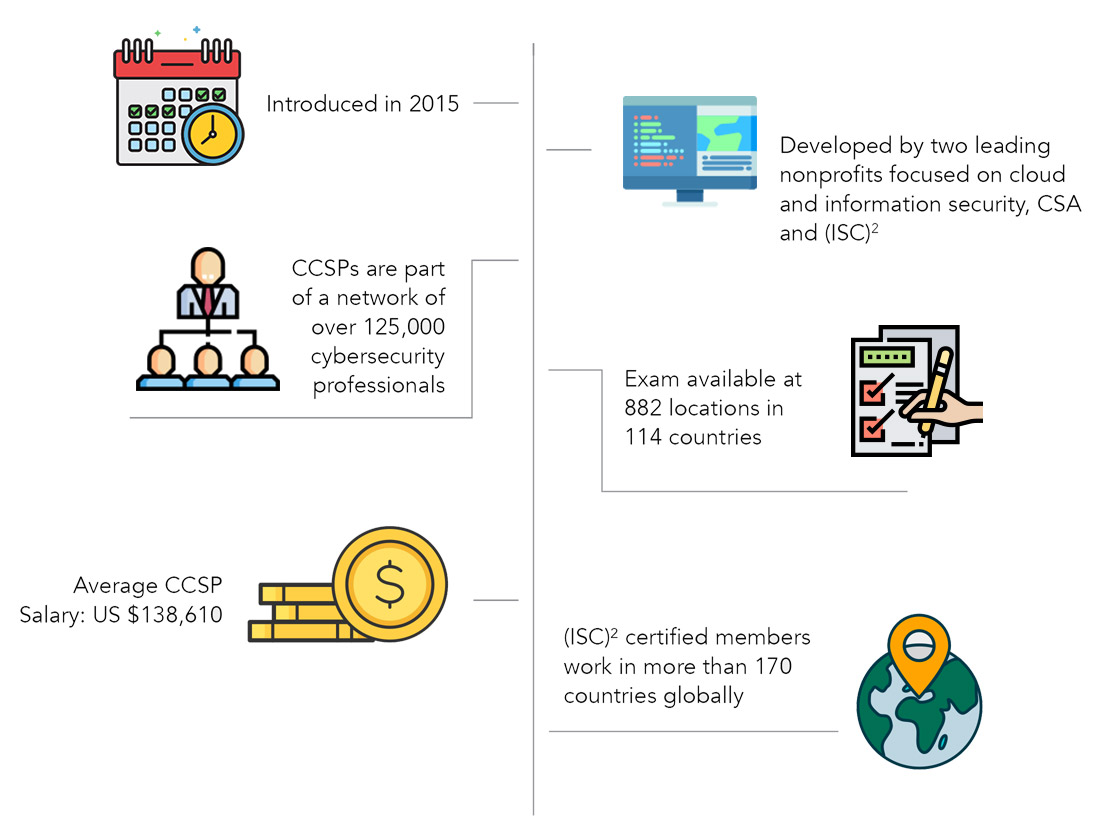 Introduced in 2015
Developed by two leading
nonprofits focused on cloud
and information security, CSA
and (ISC)²
CCSPs are part
of a network of
over 125,000
cybersecurity
professionals
Exam available at
882 locations in
114 countries
Average CCSP
Salary: US $138,610
$
(ISC)² certified members
work in more than 170
countries globally